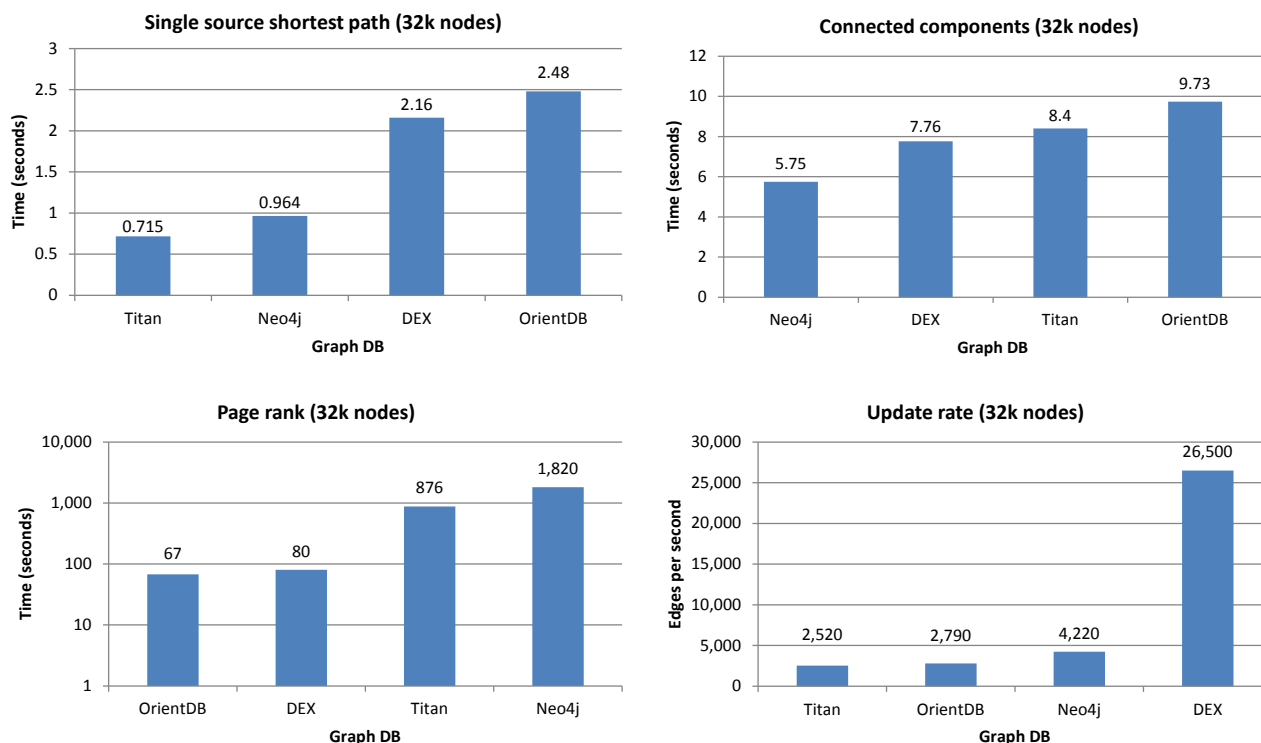 Single source shortest path (32k nodes)
3
2.5
2
1.5
1
0.5
0
Time (seconds)
0.715
0.964
2.16
2.48
Titan
Neo4j
DEX
OrientDB
Graph DB
Connected components (32k nodes)
12
10
8
6
4
2
0
Time (seconds)
5.75
7.76
8.4
9.73
Neo4j
DEX
Titan
OrientDB
Graph DB
Page rank (32k nodes)
10,000
1,000
100
10
1
Time (seconds)
67
80
876
1,820
OrientDB
DEX
Titan
Neo4j
Graph DB
Update rate (32k nodes)
30,000
25,000
20,000
15,000
10,000
5,000
0
Edges per second
2,520
2,790
4,220
26,500
Titan
OrientDB
Neo4j
DEX
Graph DB